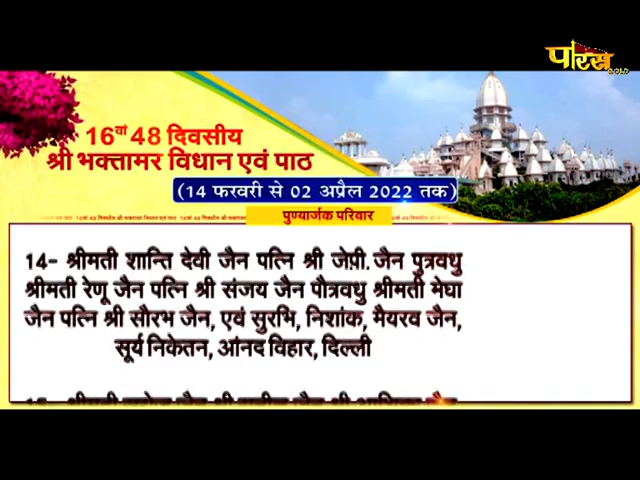 पारस
GOLD
16वां 48 दिवसीय
श्री भक्तामर विधान एवं पाठ
(14 फरवरी से 02 अप्रैल 2022 तक)
पुण्यार्जक परिवार
14- श्रीमती शान्ति देवी जैन पत्नि श्री जे.पी. जैन पुत्रवधु
श्रीमती रेणू जैन पत्नि श्री संजय जैन पौत्रवधु श्रीमती मेघा
जैन पत्नि श्री सौरभ जैन, एवं सुरभि, निशांक, मैयरव जैन,
सूर्य निकेतन, आंनद विहार, दिल्ली